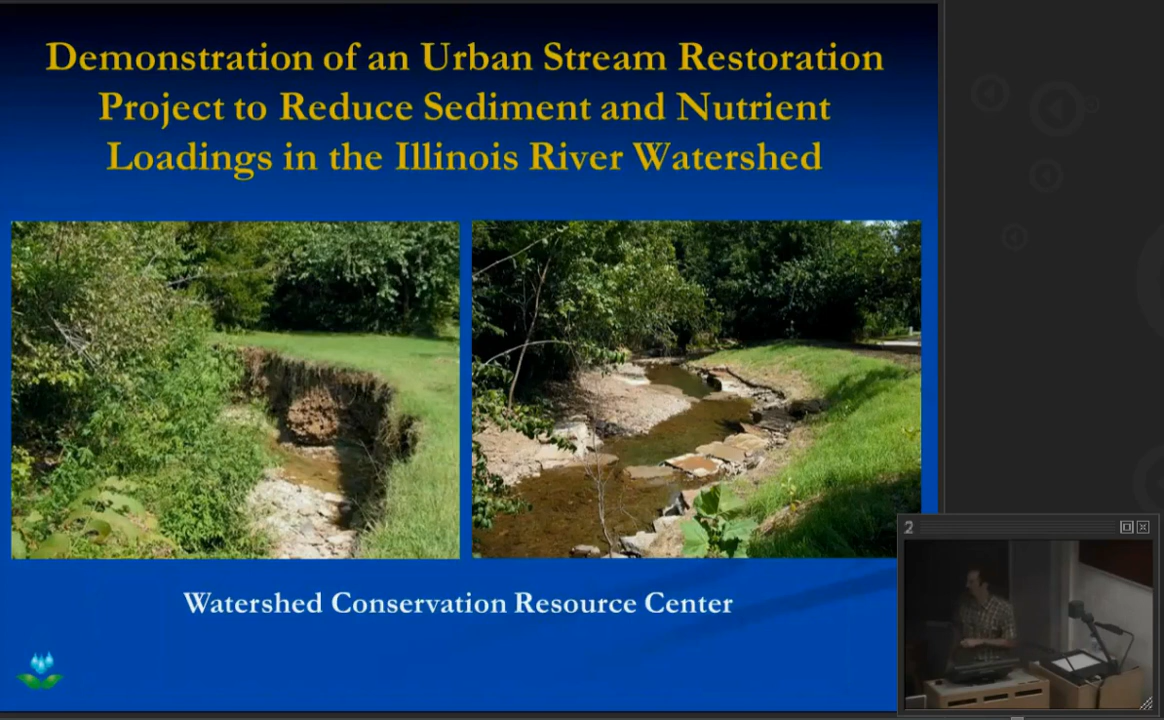 Demonstration of an Urban Stream Restoration
Project to Reduce Sediment and Nutrient
Loadings in the Illinois River Watershed
Watershed Conservation Resource Center
2